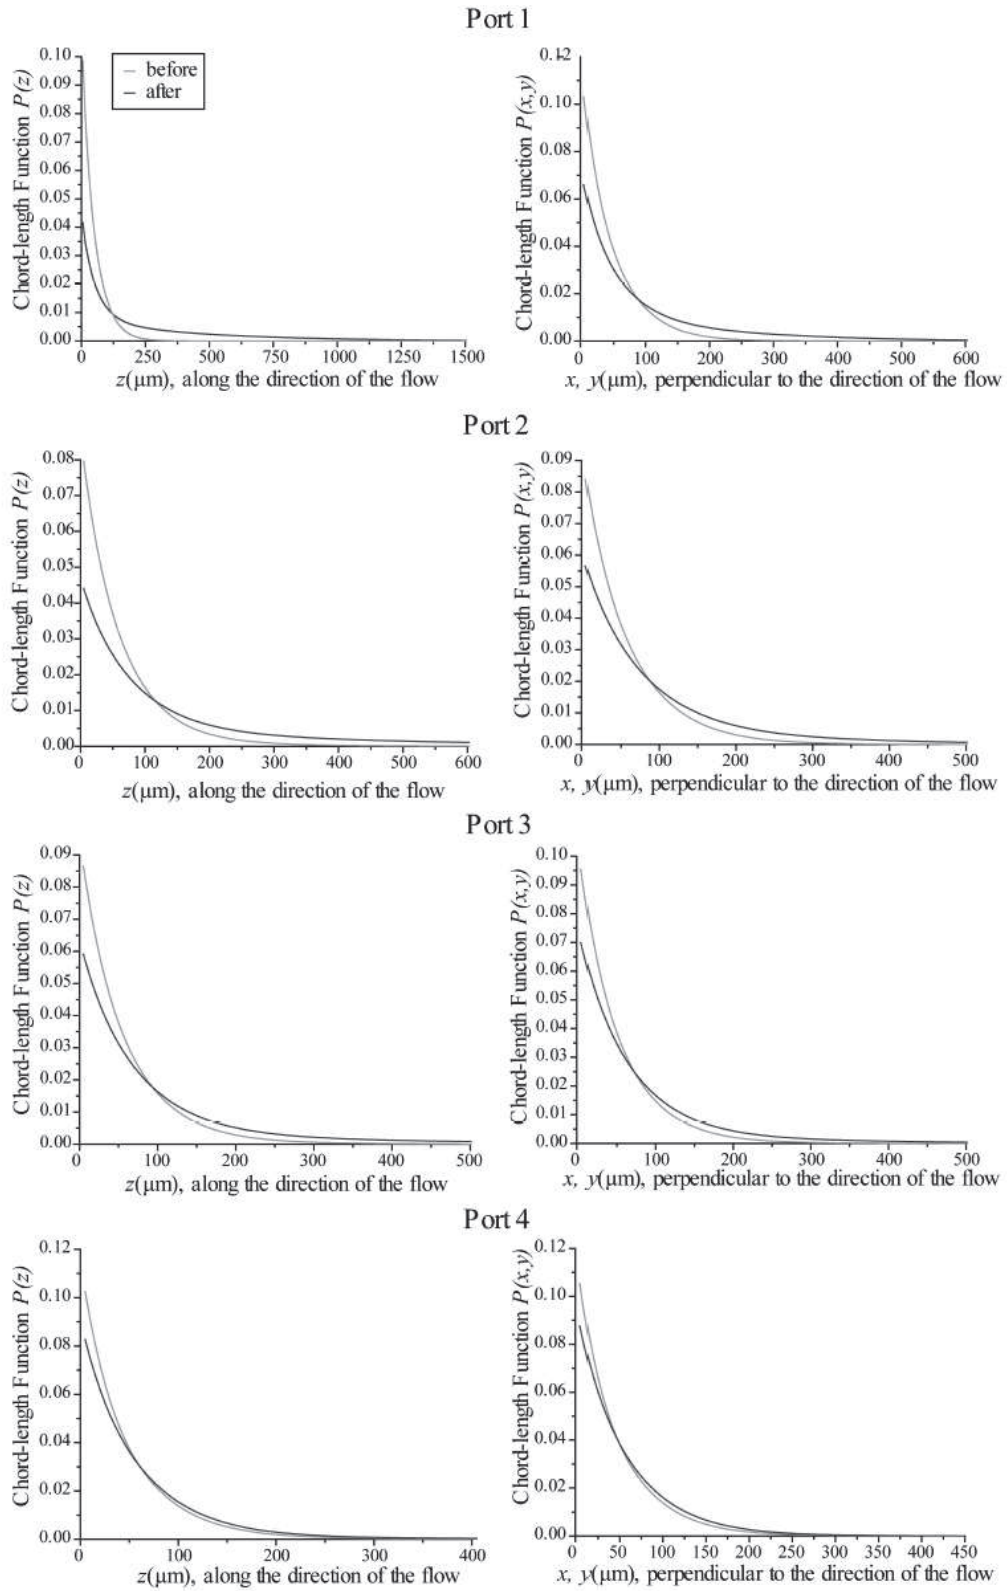 Port 1
Chord-length Function P(z)
0.10
0.09
0.08
0.07
0.06
0.05
0.04
0.03
0.02
0.01
0.00
before
after
0 250 500 750 1000 1250 1500
z(μm), along the direction of the flow
Chord-length Function P(x,y)
0.12
0.10
0.08
0.06
0.04
0.02
0.00
0 100 200 300 400 500 600
x, y(μm), perpendicular to the direction of the flow
Port 2
Chord-length Function P(z)
0.08
0.07
0.06
0.05
0.04
0.03
0.02
0.01
0.00
0 100 200 300 400 500 600
z(μm), along the direction of the flow
Chord-length Function P(x,y)
0.09
0.08
0.07
0.06
0.05
0.04
0.03
0.02
0.01
0.00
0 100 200 300 400 500
x, y(μm), perpendicular to the direction of the flow
Port 3
Chord-length Function P(z)
0.09
0.08
0.07
0.06
0.05
0.04
0.03
0.02
0.01
0.00
0 100 200 300 400 500
z(μm), along the direction of the flow
Chord-length Function P(x,y)
0.10
0.09
0.08
0.07
0.06
0.05
0.04
0.03
0.02
0.01
0.00
0 100 200 300 400 500
x, y(μm), perpendicular to the direction of the flow
Port 4
Chord-length Function P(z)
0.12
0.10
0.08
0.06
0.04
0.02
0.00
0 100 200 300 400
z(μm), along the direction of the flow
Chord-length Function P(x,y)
0.12
0.10
0.08
0.06
0.04
0.02
0.00
0 50 100 150 200 250 300 350 400 450
x, y(μm), perpendicular to the direction of the flow